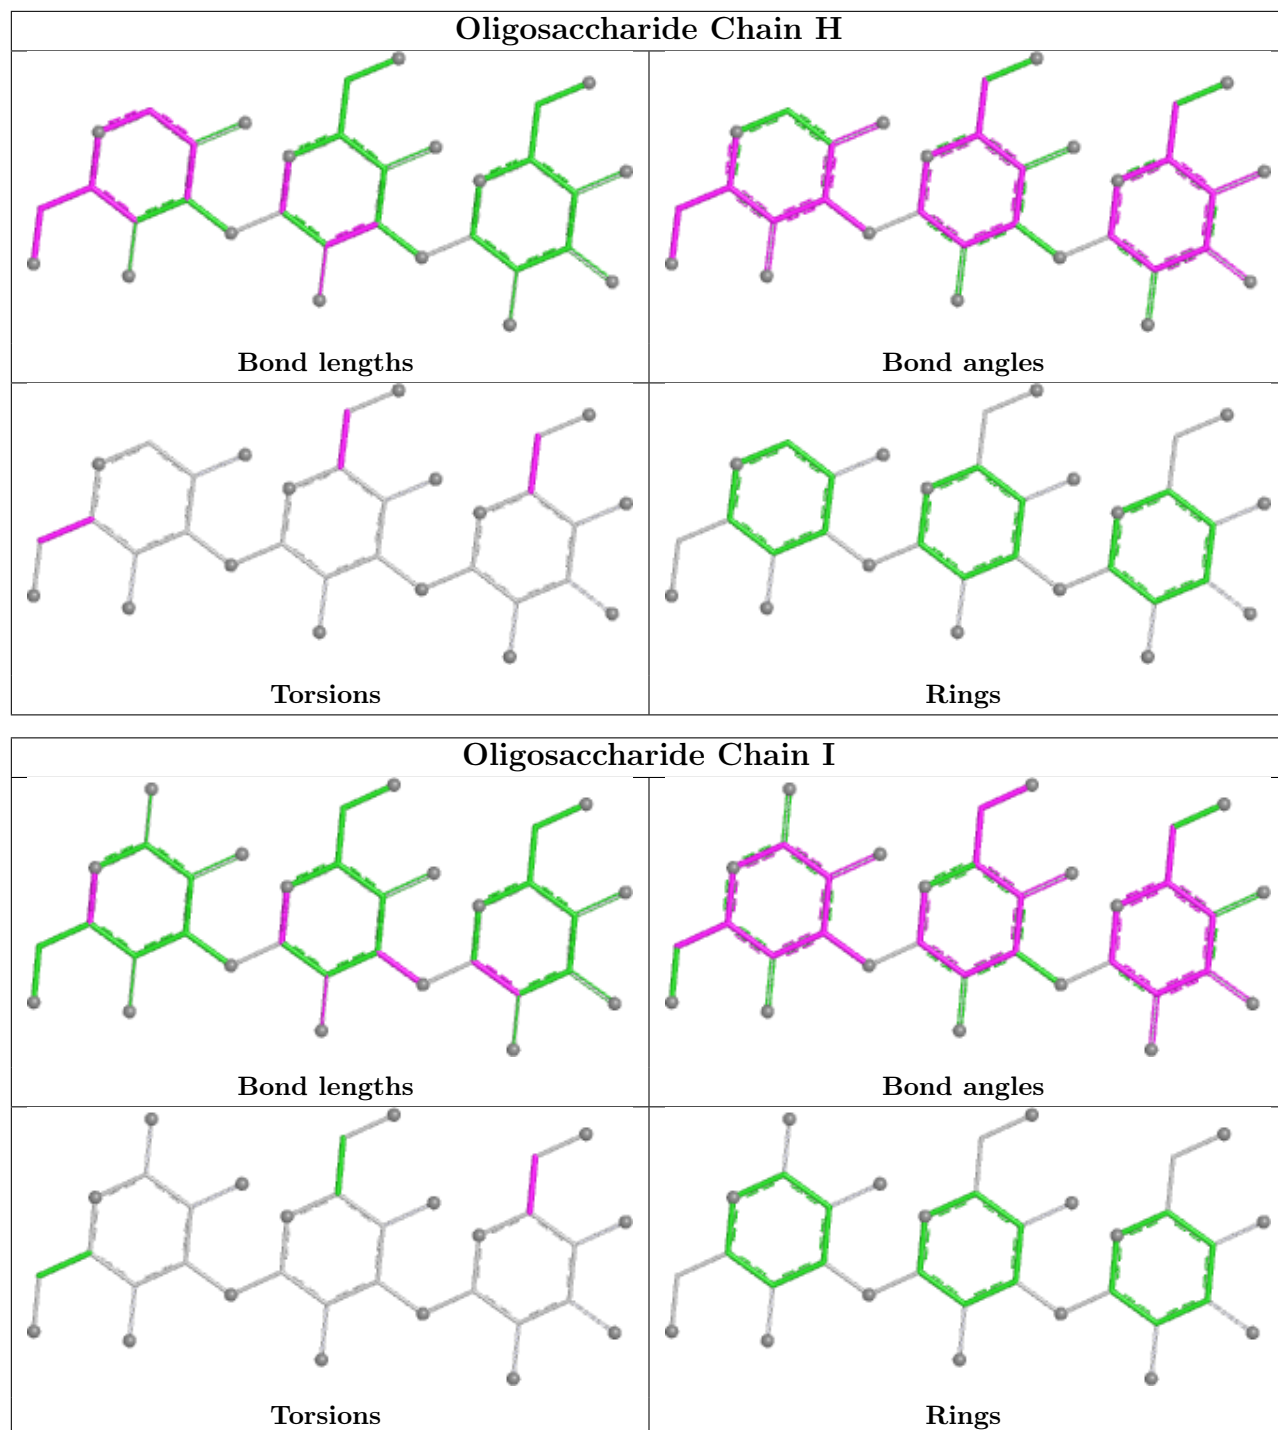 Oligosaccharide Chain H
Bond lengths
Bond angles
Torsions
Rings
Oligosaccharide Chain I
Bond lengths
Bond angles
Torsions
Rings